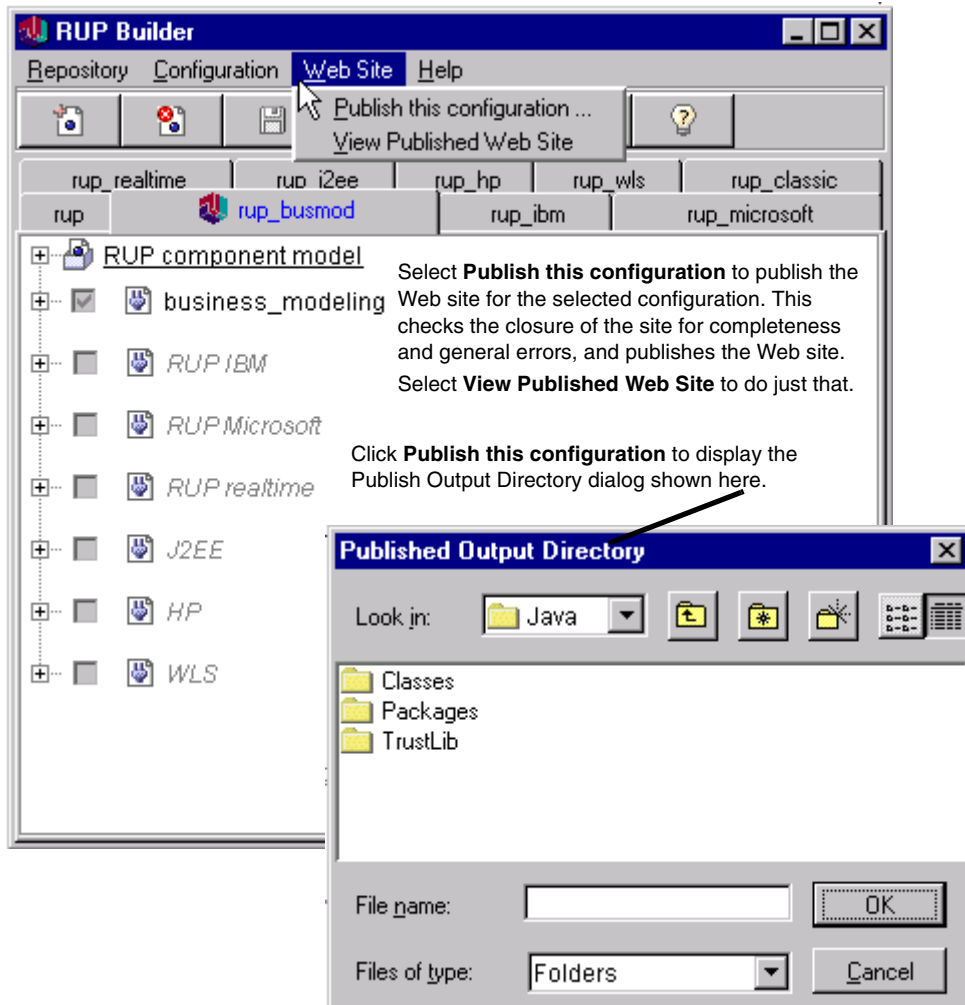 RUP Builder
Repository Configuration Web Site Help
Publish this configuration ...
View Published Web Site
rup_realtime rup_j2ee rup_hp rup_wls rup_classic
rup rup_busmod rup_ibm rup_microsoft
RUP component model
business_modeling
RUP IBM
RUP Microsoft
RUP realtime
J2EE
HP
WLS
Select Publish this configuration to publish the
Web site for the selected configuration. This
checks the closure of the site for completeness
and general errors, and publishes the Web site.
Select View Published Web Site to do just that.
Click Publish this configuration to display the
Publish Output Directory dialog shown here.
Published Output Directory
Look in: Java
Classes
Packages
TrustLib
File name: OK
Files of type: Folders Cancel